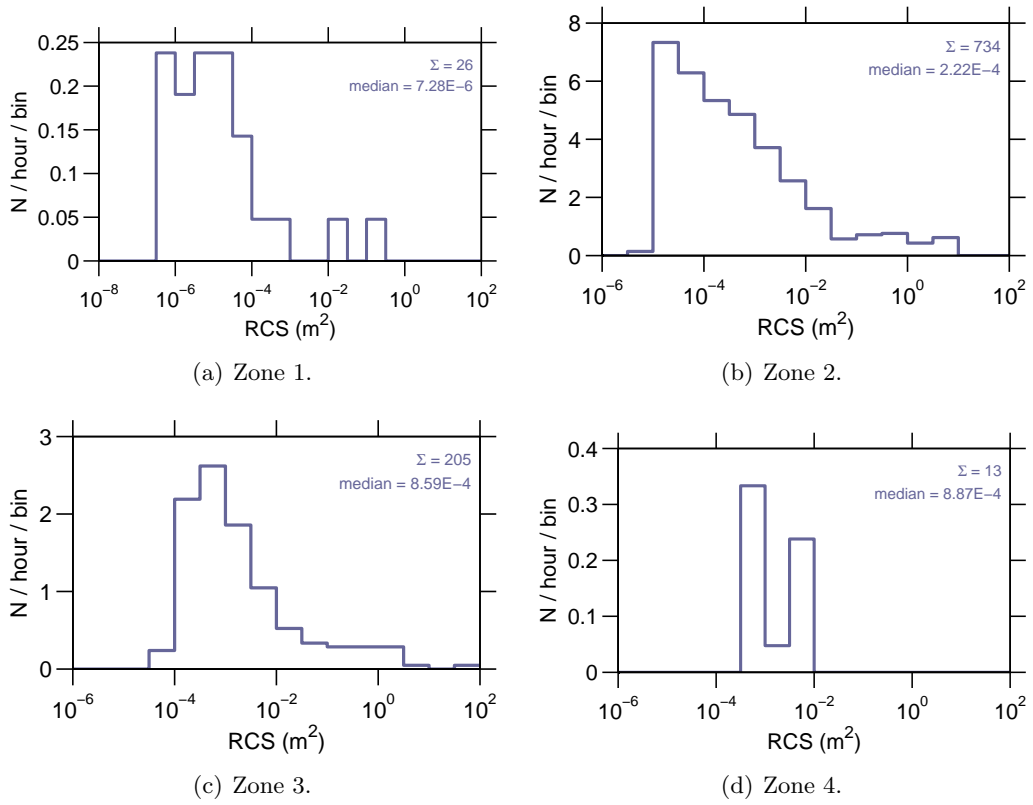 0.25
0.2
0.15
0.1
0.05
0
N / hour / bin
Σ = 26
median = 7.28E−6
10−8 10−6 10−4 10−2 100 102
RCS (m2)
(a) Zone 1.
8
6
4
2
0
N / hour / bin
Σ = 734
median = 2.22E−4
10−6 10−4 10−2 100 102
RCS (m2)
(b) Zone 2.
3
2
1
0
N / hour / bin
Σ = 205
median = 8.59E−4
10−6 10−4 10−2 100 102
RCS (m2)
(c) Zone 3.
0.4
0.3
0.2
0.1
0
N / hour / bin
Σ = 13
median = 8.87E−4
10−6 10−4 10−2 100 102
RCS (m2)
(d) Zone 4.